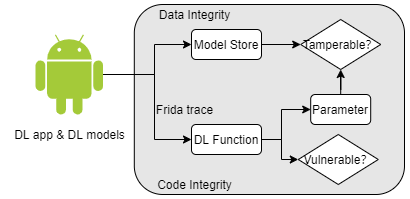 Data Integrity
Model Store
Tamperable?
Frida trace
Parameter
DL app & DL models
DL Function
Vulnerable?
Code Integrity